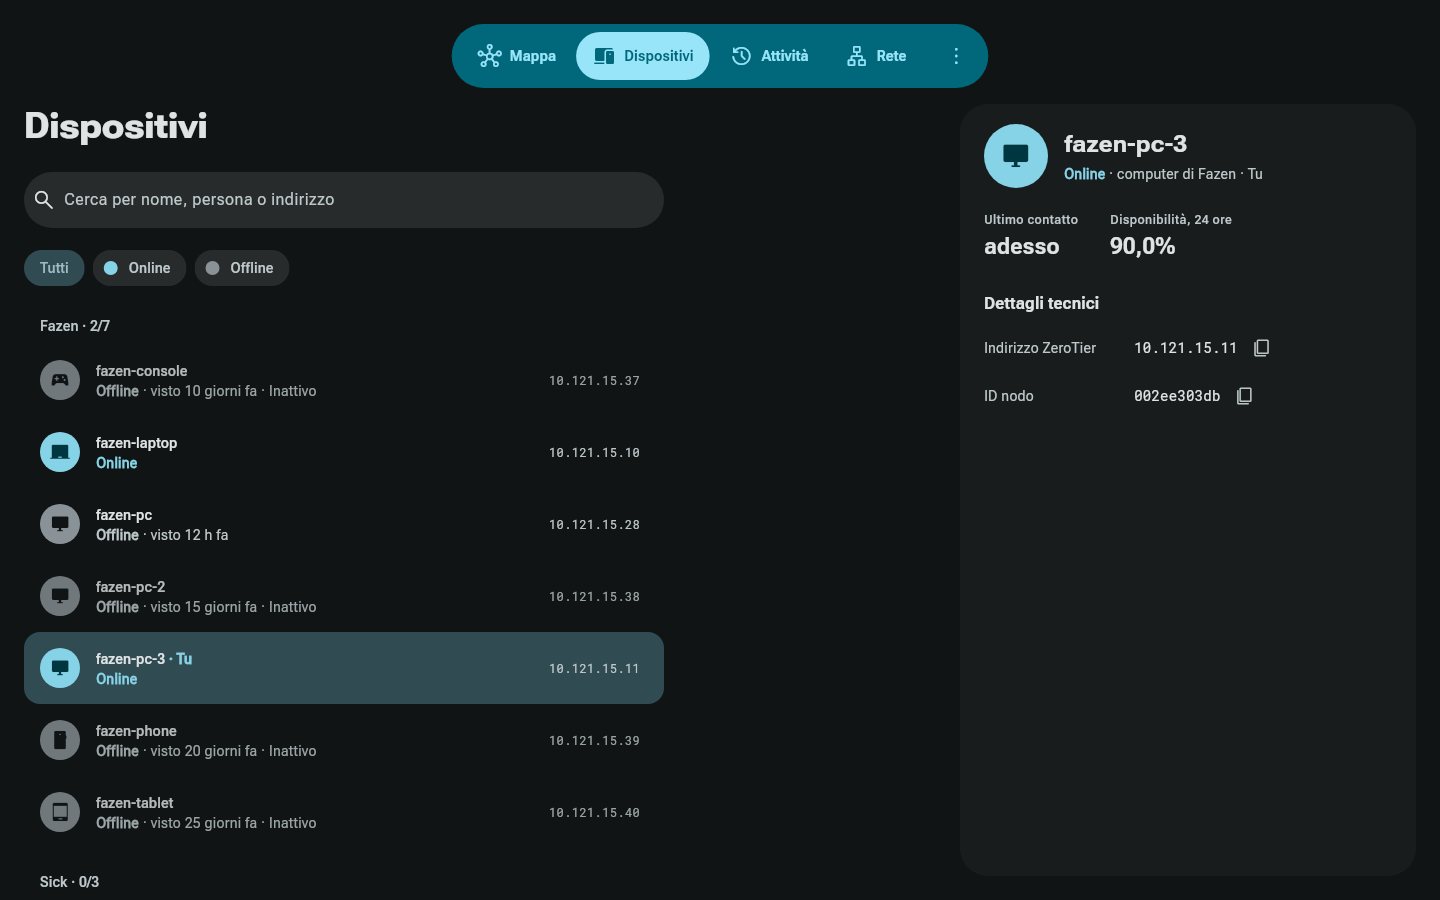 Mappa
Dispositivi
Attività
Rete
Dispositivi
Cerca per nome, persona o indirizzo
Tutti
Online
Offline
Fazen · 2/7
fazen-console
Offline · visto 10 giorni fa · Inattivo
10.121.15.37
fazen-laptop
Online
10.121.15.10
fazen-pc
Offline · visto 12 h fa
10.121.15.28
fazen-pc-2
Offline · visto 15 giorni fa · Inattivo
10.121.15.38
fazen-pc-3 · Tu
Online
10.121.15.11
fazen-phone
Offline · visto 20 giorni fa · Inattivo
10.121.15.39
fazen-tablet
Offline · visto 25 giorni fa · Inattivo
10.121.15.40
Sick · 0/3
fazen-pc-3
Online · computer di Fazen · Tu
Ultimo contatto
adesso
Disponibilità, 24 ore
90,0%
Dettagli tecnici
Indirizzo ZeroTier
10.121.15.11
ID nodo
002ee303db